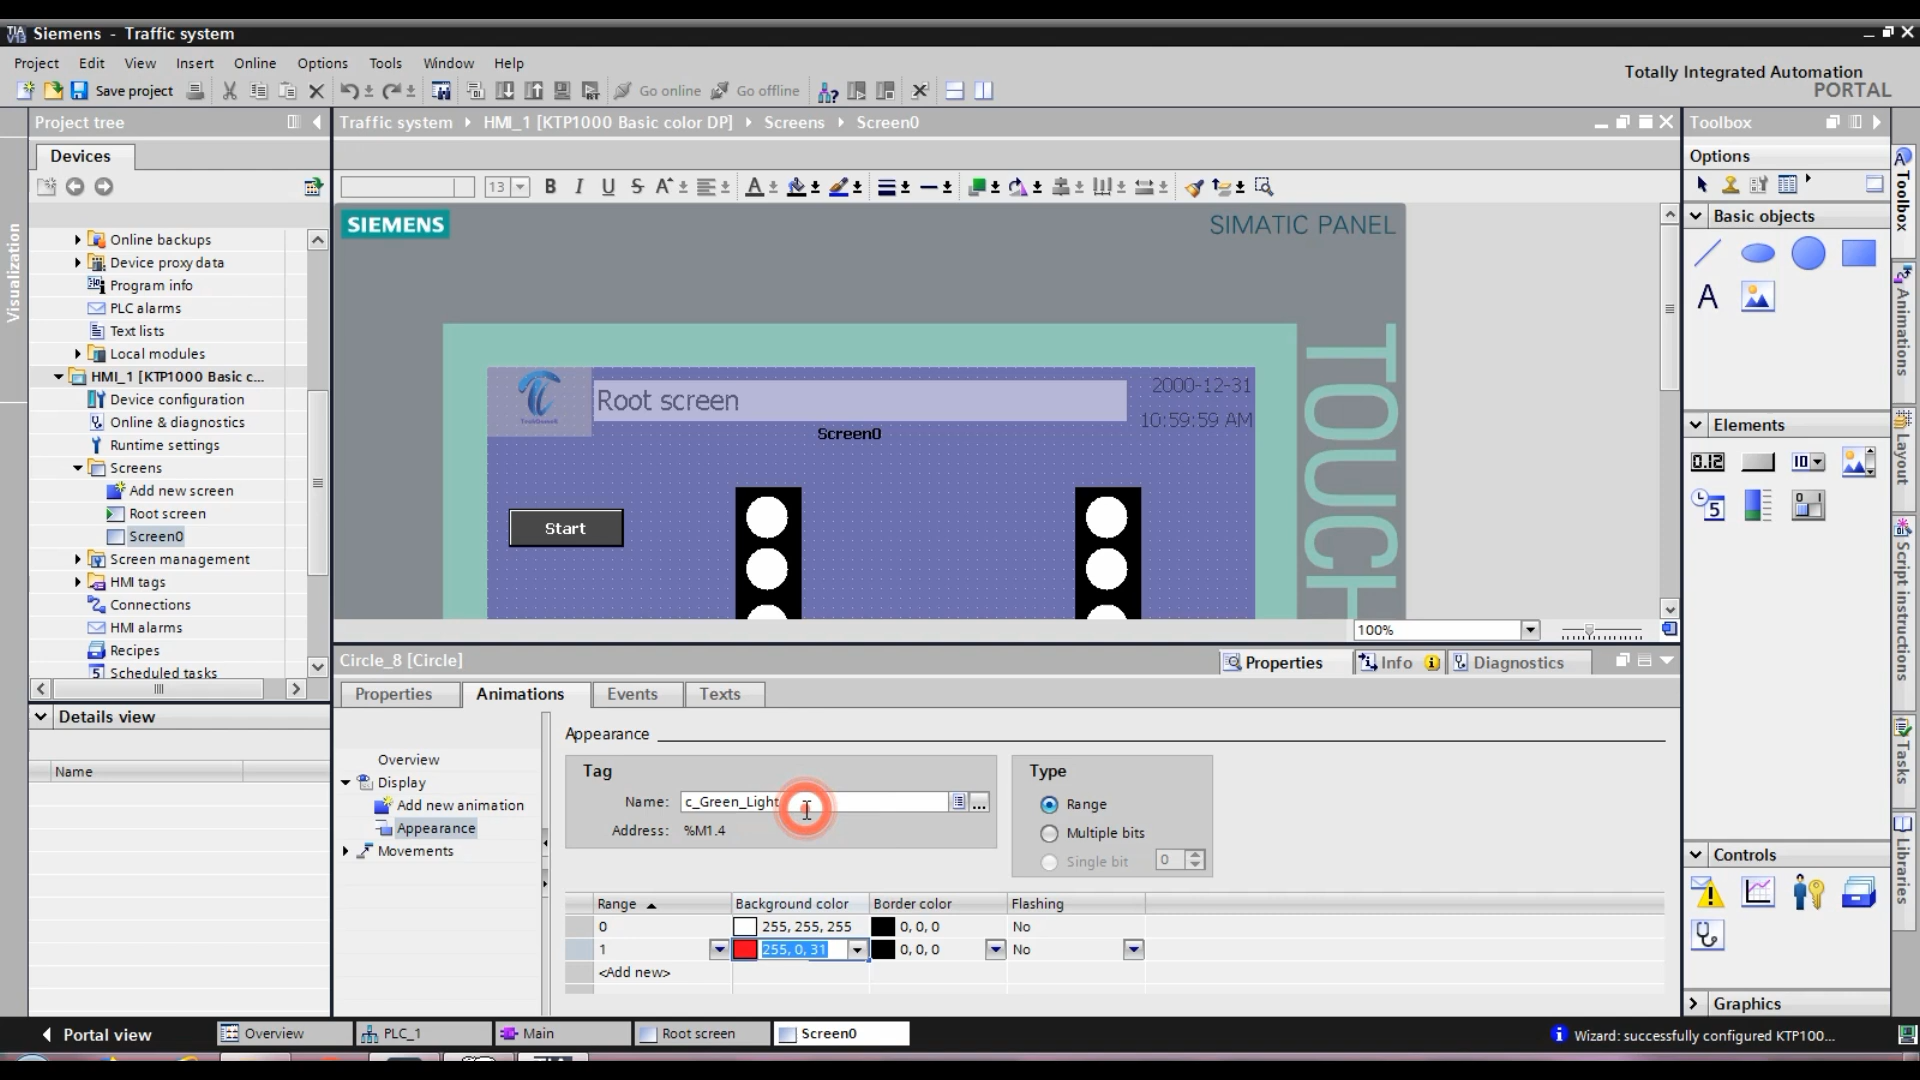 Siemens - Traffic system
Project Edit View Insert Online Options Tools Window Help
Save project Go online Go offline
Totally Integrated Automation
PORTAL
Project tree
Traffic system HMI_1 [KTP1000 Basic color DP] Screens Screen0
Toolbox
Devices
Options
13
B I U S A A
Visualization
Online backups
Device proxy data
Program info
PLC alarms
Text lists
Local modules
HMI_1 [KTP1000 Basic c...
Device configuration
Online & diagnostics
Runtime settings
Screens
Add new screen
Root screen
Screen0
Screen management
HMI tags
Connections
HMI alarms
Recipes
Scheduled tasks
SIEMENS
SIMATIC PANEL
TOUCH
Root screen
2000-12-31
10:59:59 AM
Screen0
Start
100%
Basic objects
A
Elements
0.12
10
5
Controls
Graphics
Toolbox
Animations
Layout
Script instructions
Tasks
Libraries
Details view
Name
Circle_8 [Circle]
Properties Info Diagnostics
Properties Animations Events Texts
Overview
Display
Add new animation
Appearance
Movements
Appearance
Tag
Name: c_Green_Light
Address: %M1.4
Type
Range
Multiple bits
Single bit 0
Range Background color Border color Flashing
0 255, 255, 255 0, 0, 0 No
1 255, 0, 31 0, 0, 0 No
<Add new>
Portal view Overview PLC_1 Main Root screen Screen0
Wizard: successfully configured KTP100...